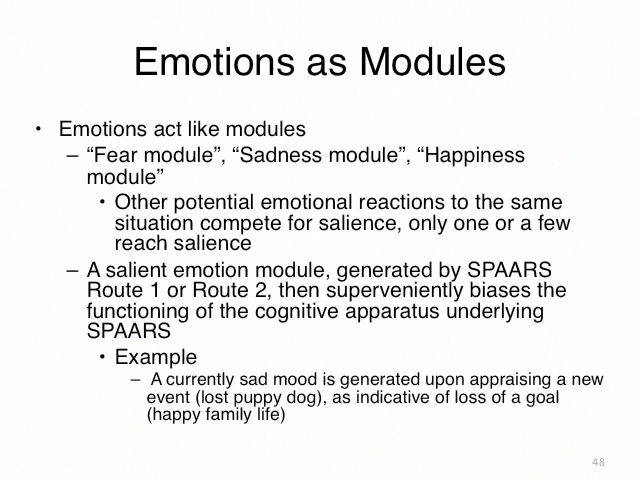 Emotions as Modules
• Emotions act like modules
– “Fear module”, “Sadness module”, “Happiness
module”
• Other potential emotional reactions to the same
situation compete for salience, only one or a few
reach salience
– A salient emotion module, generated by SPAARS
Route 1 or Route 2, then superveniently biases the
functioning of the cognitive apparatus underlying
SPAARS
• Example
– A currently sad mood is generated upon appraising a new
event (lost puppy dog), as indicative of loss of a goal
(happy family life)
48